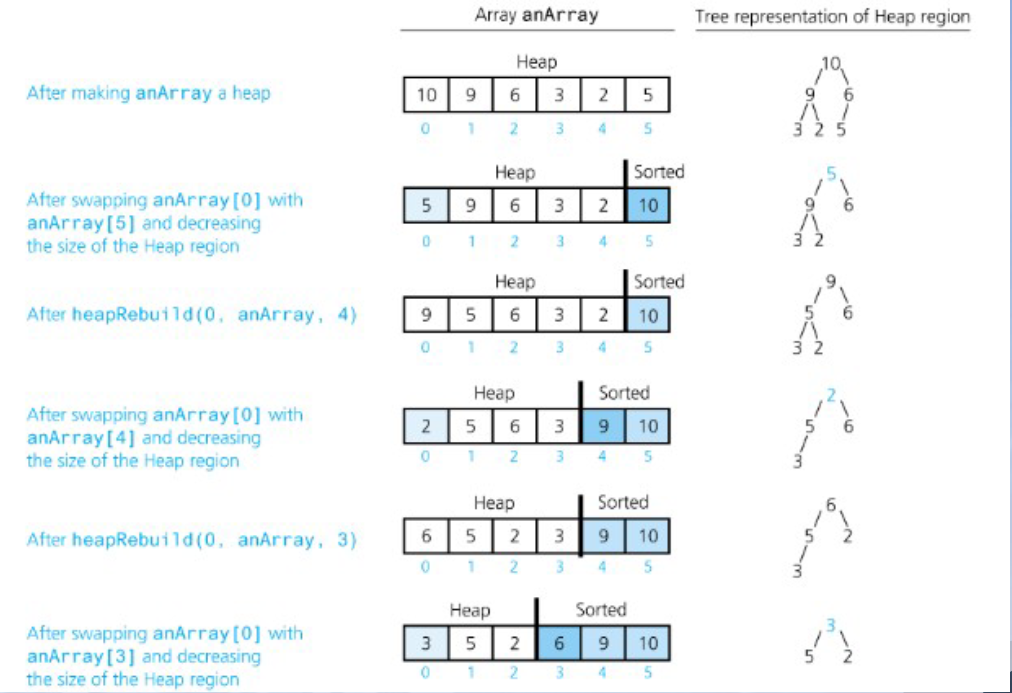 Array anArray
Tree representation of Heap region
Heap
After making anArray a heap
10 9 6 3 2 5
0 1 2 3 4 5
10
9 6
3 2 5
Heap Sorted
After swapping anArray[0] with
anArray[5] and decreasing
the size of the Heap region
5 9 6 3 2 10
0 1 2 3 4 5
5
9 6
3 2
Heap Sorted
After heapRebuild(0, anArray, 4)
9 5 6 3 2 10
0 1 2 3 4 5
9
5 6
3 2
Heap Sorted
After swapping anArray[0] with
anArray[4] and decreasing
the size of the Heap region
2 5 6 3 9 10
0 1 2 3 4 5
2
5 6
3
Heap Sorted
After heapRebuild(0, anArray, 3)
6 5 2 3 9 10
0 1 2 3 4 5
6
5 2
3
Heap Sorted
After swapping anArray[0] with
anArray[3] and decreasing
the size of the Heap region
3 5 2 6 9 10
0 1 2 3 4 5
3
5 2